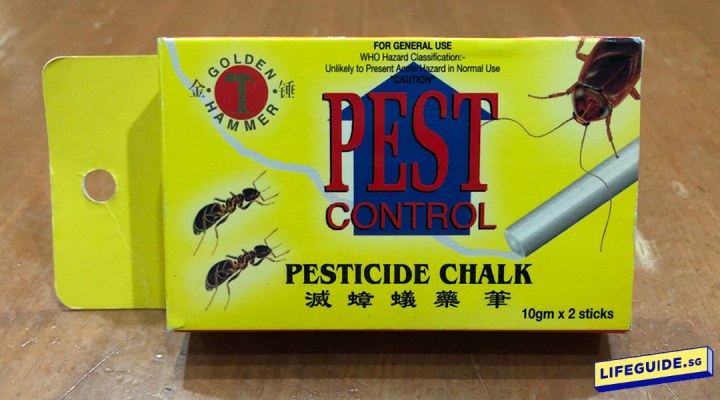 FOR GENERAL USE
WHO Hazard Classification:-
Unlikely to Present Acute Hazard in Normal Use
"CAUTION"
GOLDEN
金 T 锤
HAMMER
PEST
CONTROL
PESTICIDE CHALK
滅蟑蟻藥筆
10gm x 2 sticks
LIFEGUIDE.SG